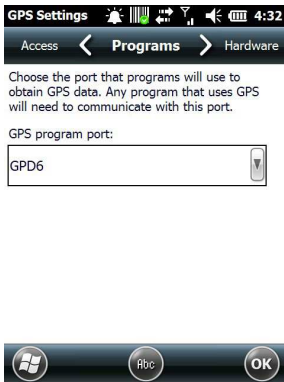 GPS Settings 4:32
Access Programs Hardware
Choose the port that programs will use to
obtain GPS data. Any program that uses GPS
will need to communicate with this port.
GPS program port:
GPD6
Abc OK